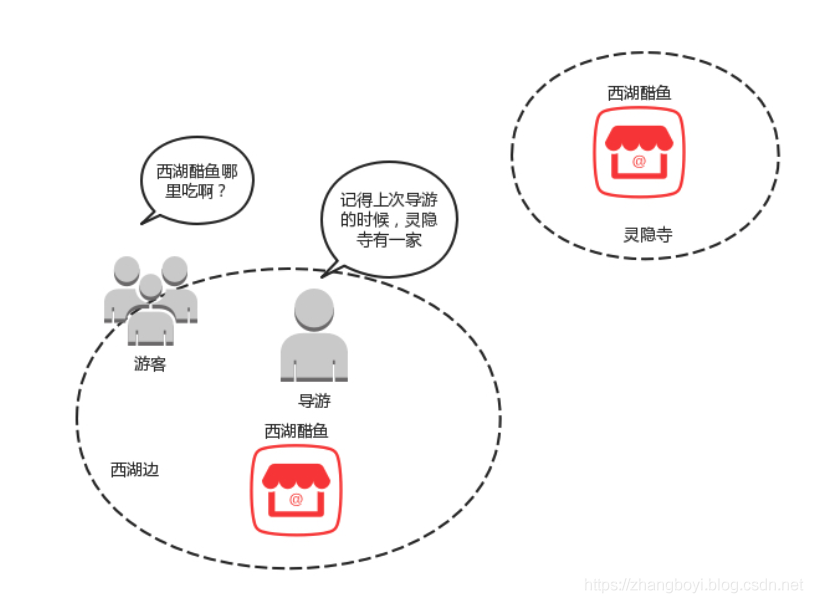 西湖醋鱼
@
灵隐寺
西湖醋鱼哪
里吃啊？
记得上次导游
的时候，灵隐
寺有一家
游客
导游
西湖醋鱼
西湖边
@
https://zhangboyi.blog.csdn.net